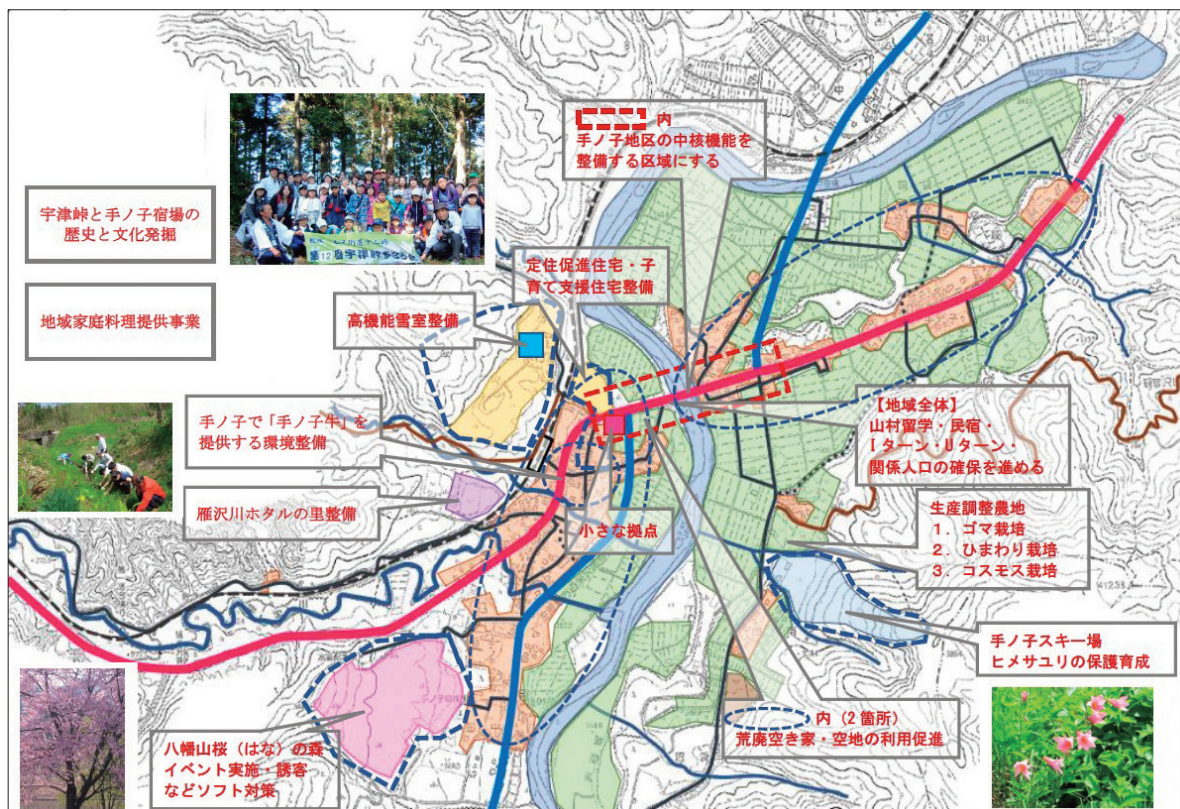 内
手ノ子地区の中核機能を
整備する区域にする
宇津峠と手ノ子宿場の
歴史と文化発掘
定住促進住宅・子
育て支援住宅整備
地域家庭料理提供事業
高機能雪室整備
手ノ子で「手ノ子牛」を
提供する環境整備
【地域全体】
山村留学・民宿・
Iターン・Uターン・
関係人口の確保を進める
雁沢川ホタルの里整備
小さな拠点
生産調整農地
1．ゴマ栽培
2．ひまわり栽培
3．コスモス栽培
手ノ子スキー場
ヒメサユリの保護育成
内（2箇所）
荒廃空き家・空地の利用促進
八幡山桜（はな）の森
イベント実施・誘客
などソフト対策